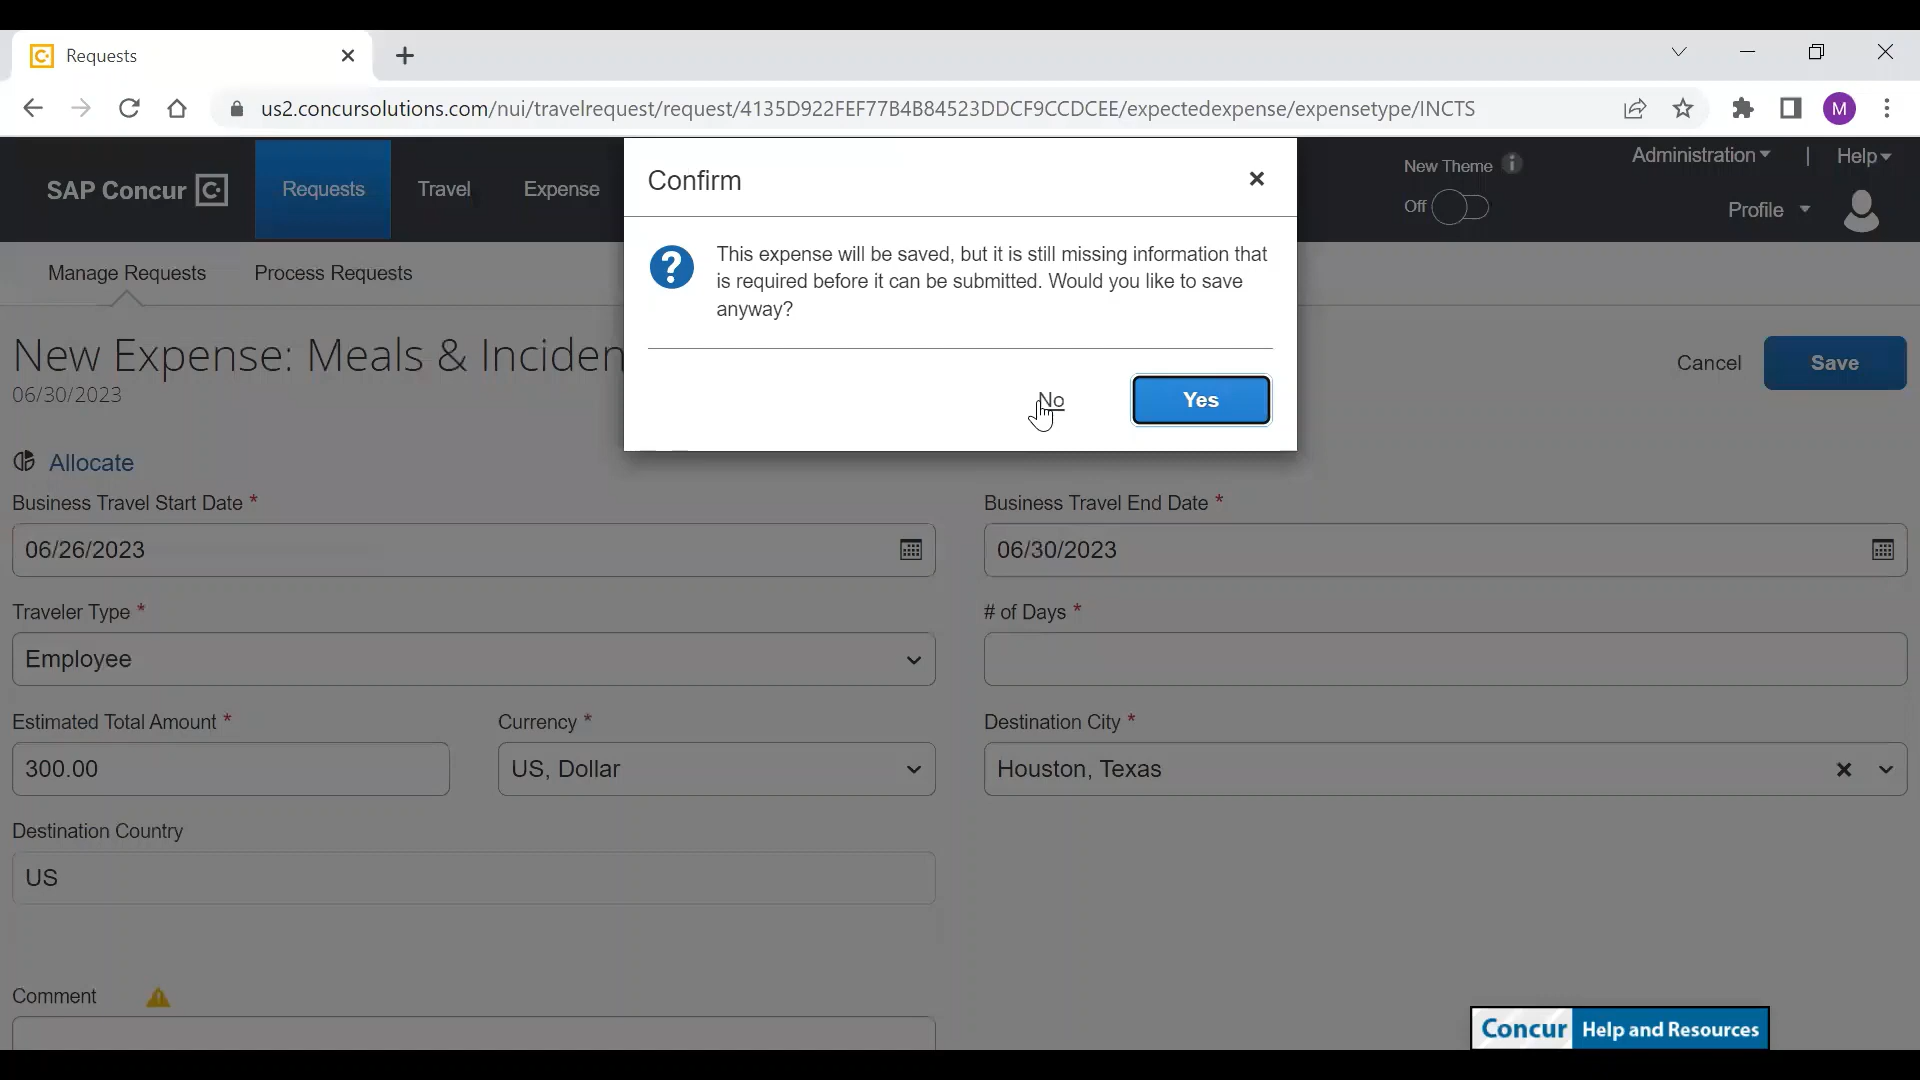 Requests
us2.concursolutions.com/nui/travelrequest/request/4135D922FEF77B4B84523DDCF9CCDCEE/expectedexpense/expensetype/INCTS
M
SAP Concur C
Requests
Travel
Expense
New Theme i
Off
Administration
|
Help
Profile
Confirm
?
This expense will be saved, but it is still missing information that
is required before it can be submitted. Would you like to save
anyway?
No
Yes
Manage Requests
Process Requests
New Expense: Meals & Inciden
06/30/2023
Cancel
Save
Allocate
Business Travel Start Date *
06/26/2023
Business Travel End Date *
06/30/2023
Traveler Type *
Employee
# of Days *
Estimated Total Amount *
300.00
Currency *
US, Dollar
Destination City *
Houston, Texas
Destination Country
US
Comment
Concur Help and Resources